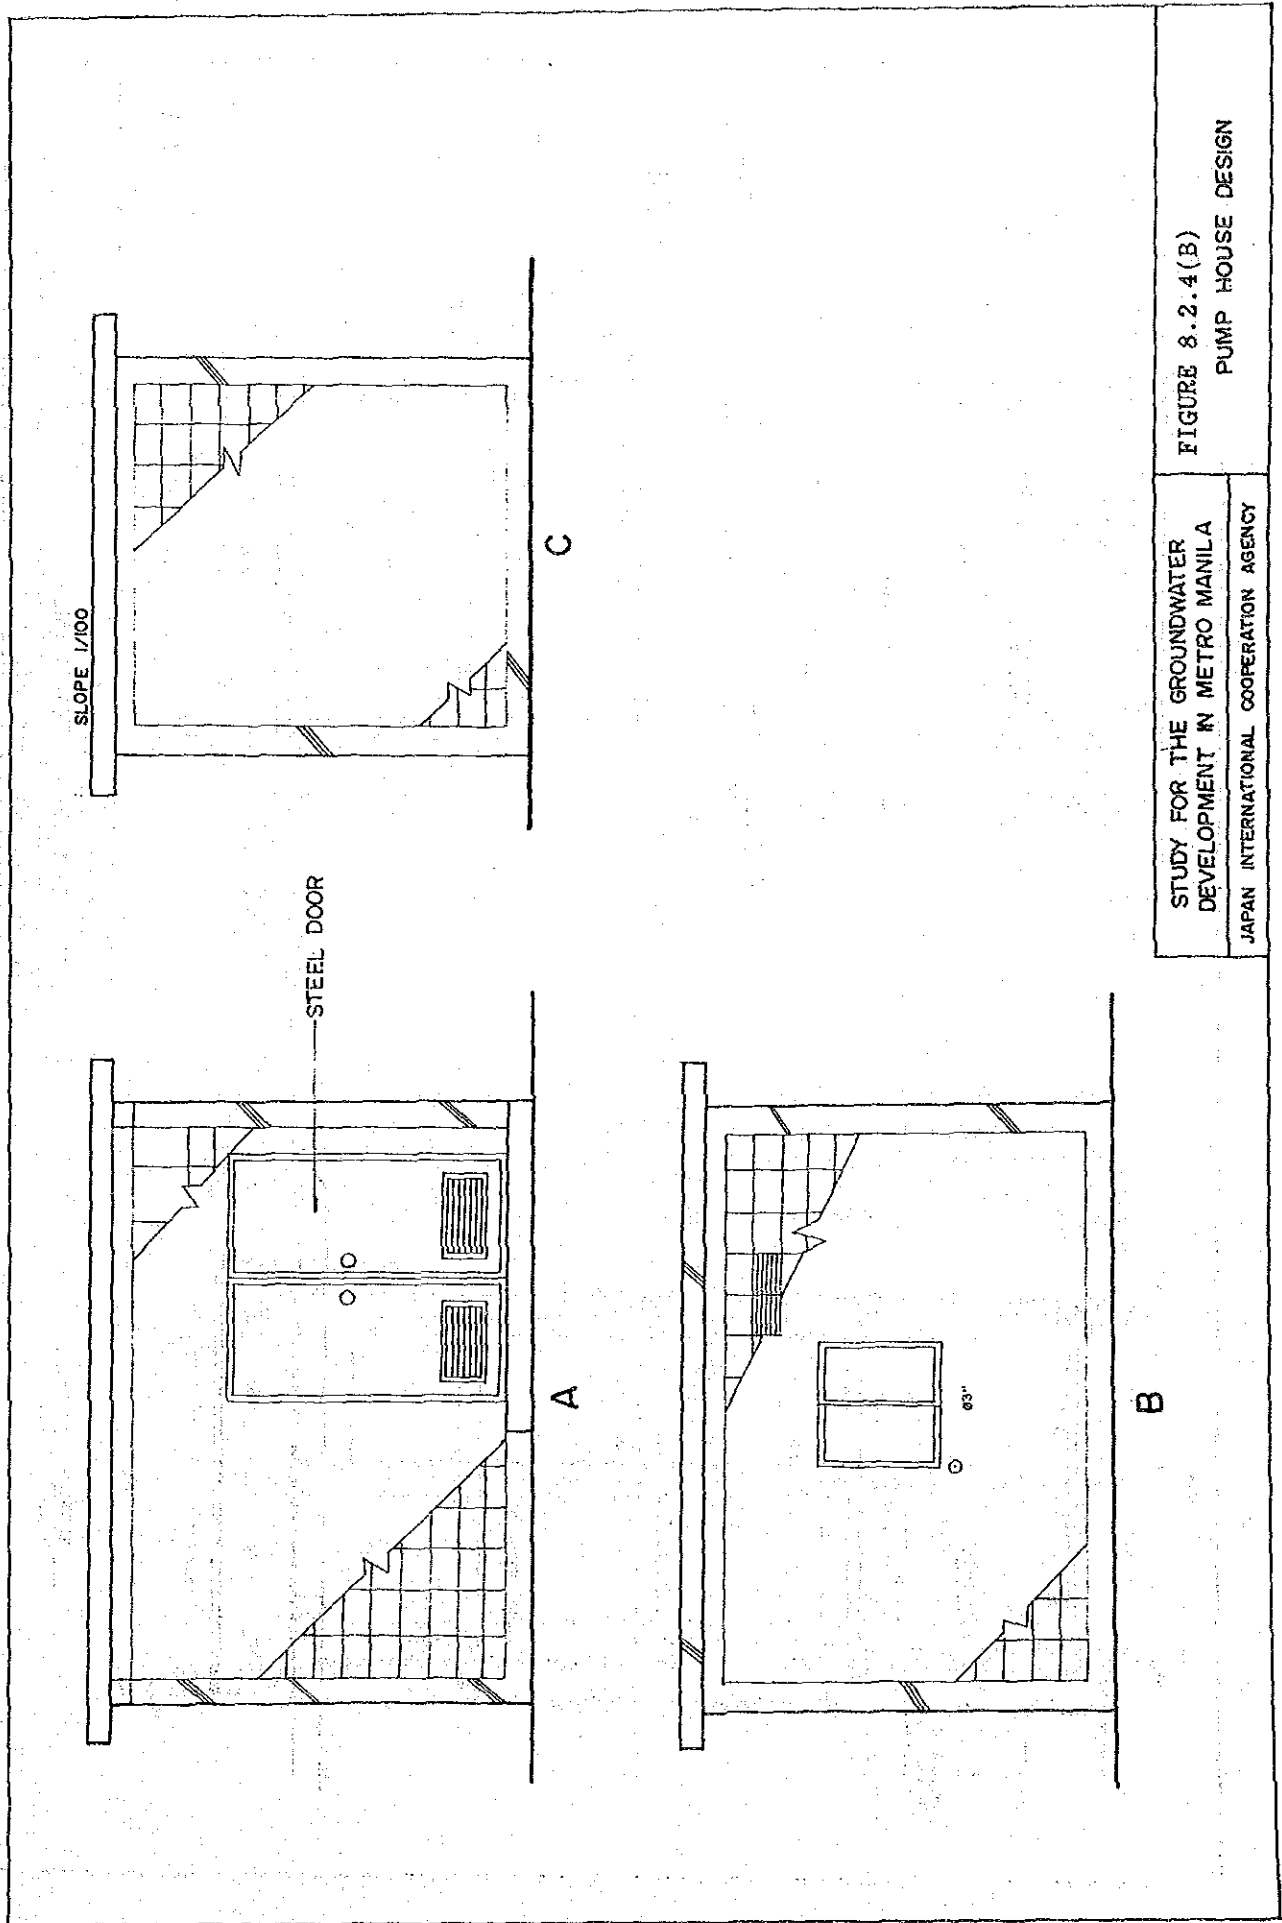 SLOPE 1/100
STEEL DOOR
A
C
ø3"
B
STUDY FOR THE GROUNDWATER
DEVELOPMENT IN METRO MANILA
JAPAN INTERNATIONAL COOPERATION AGENCY
FIGURE 8.2.4(B)
PUMP HOUSE DESIGN